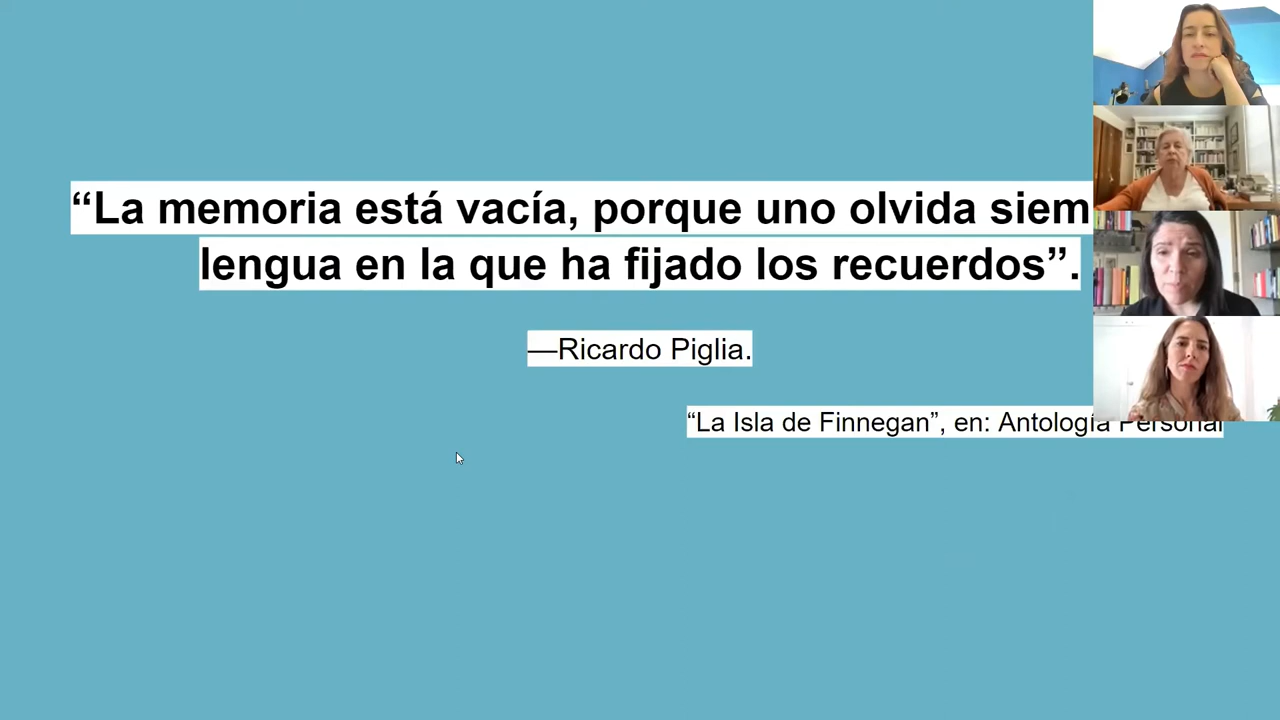 “La memoria está vacía, porque uno olvida siem
lengua en la que ha fijado los recuerdos”.
—Ricardo Piglia.
“La Isla de Finnegan”, en: Antología Personal